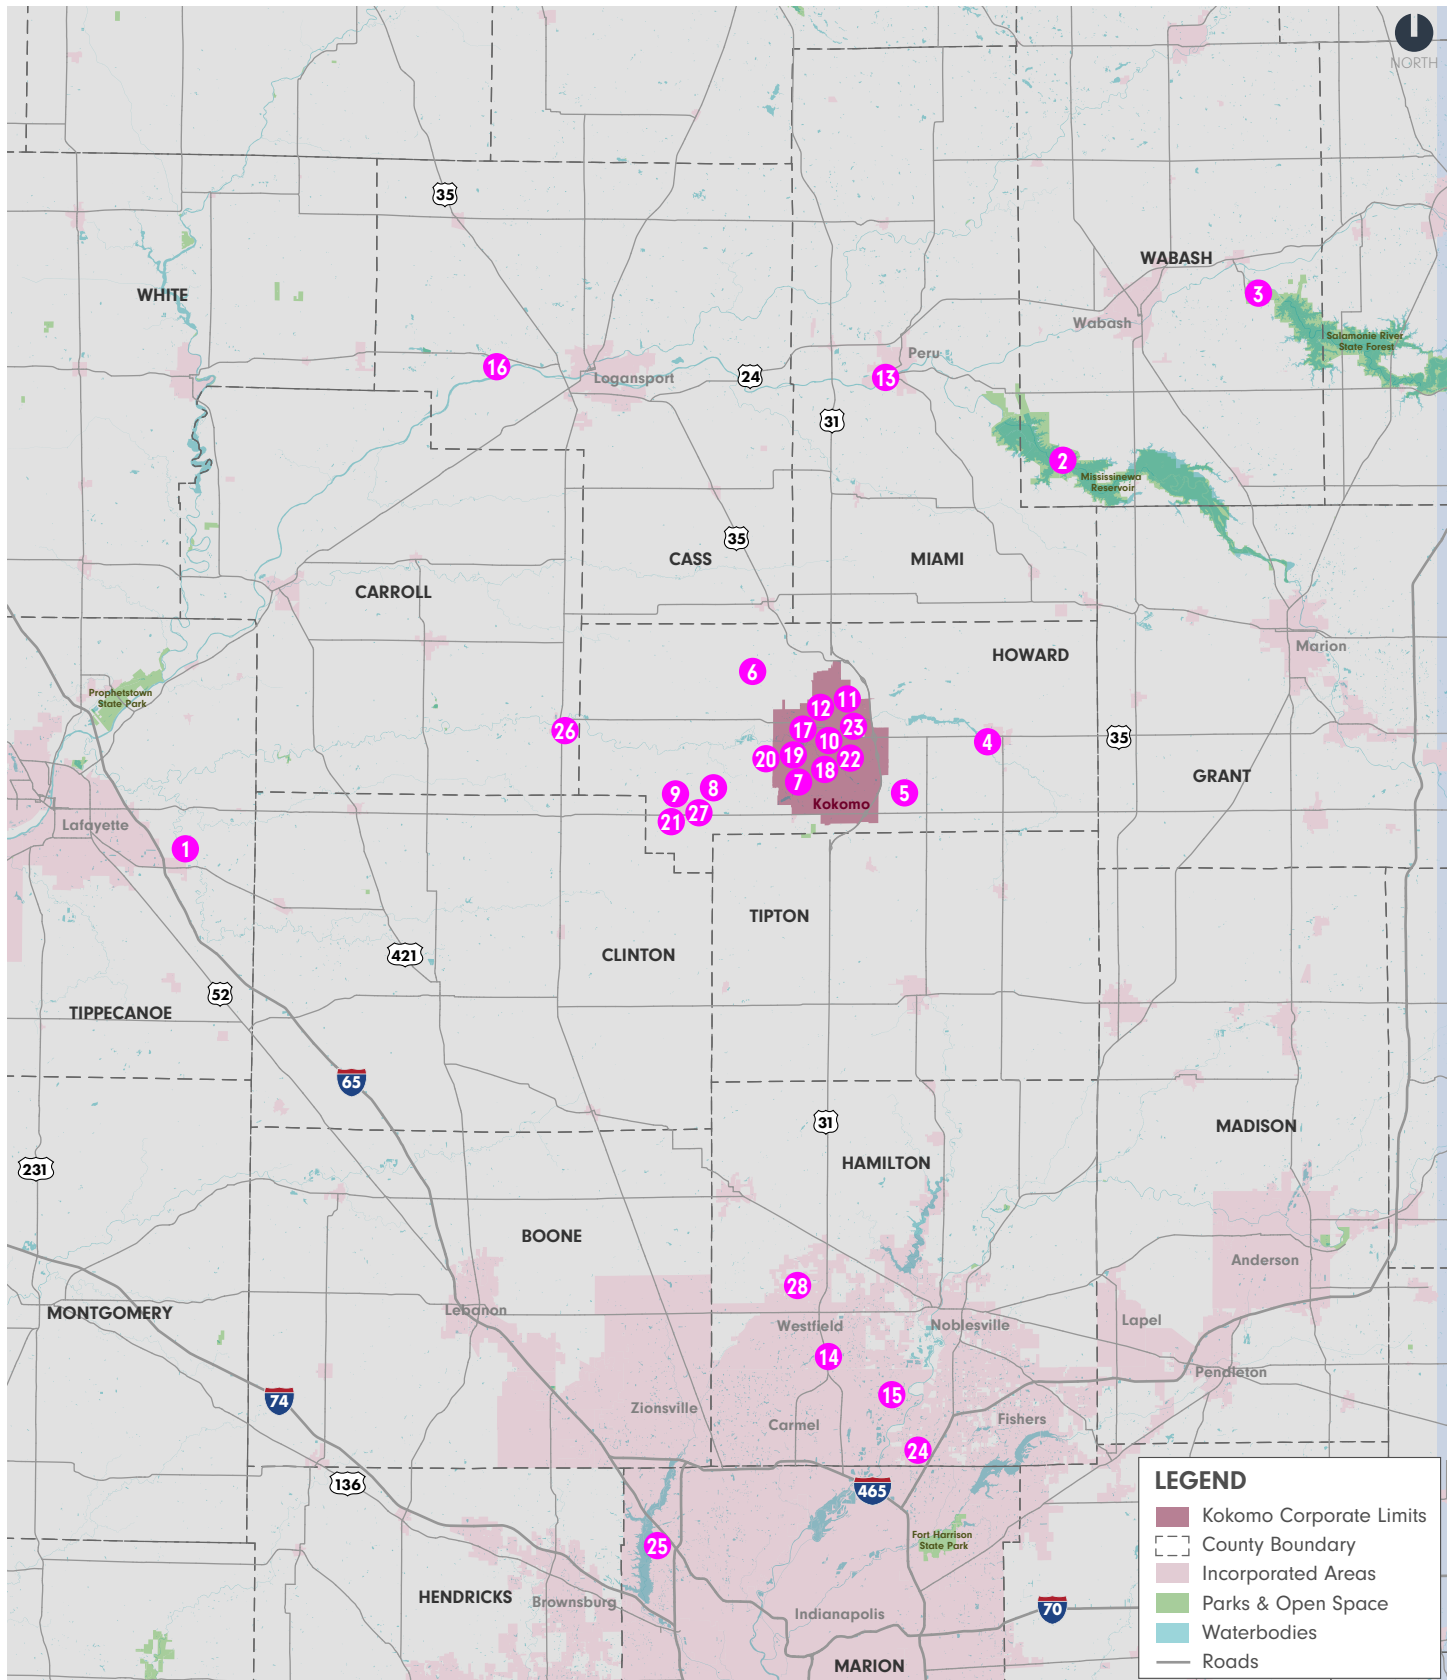 NORTH
35
WABASH
3
WHITE
Wabash
Salamonie River
State Forest
Peru
16
Logansport
24
13
31
2
Mississinewa
Reservoir
35
CASS
MIAMI
CARROLL
Marion
HOWARD
6
Prophetstown
State Park
11
12
26
17
23
10
4
35
20
19
22
18
GRANT
7
9
8
5
Kokomo
27
21
Lafayette
1
TIPTON
421
CLINTON
52
TIPPECANOE
65
31
MADISON
231
HAMILTON
BOONE
Anderson
28
MONTGOMERY
Lebanon
Westfield
Noblesville
Lapel
14
Pendleton
15
74
Zionsville
Carmel
Fishers
24
136
465
Fort Harrison
State Park
25
HENDRICKS
Brownsburg
Indianapolis
70
MARION
LEGEND
Kokomo Corporate Limits
County Boundary
Incorporated Areas
Parks & Open Space
Waterbodies
Roads